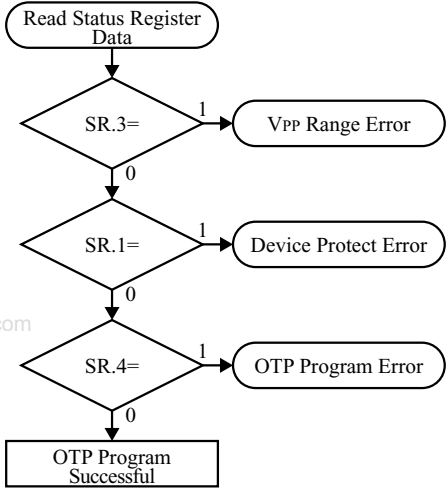 Read Status Register
Data
SR.3=
1
VPP Range Error
0
SR.1=
1
Device Protect Error
0
com
SR.4=
1
OTP Program Error
0
OTP Program
Successful